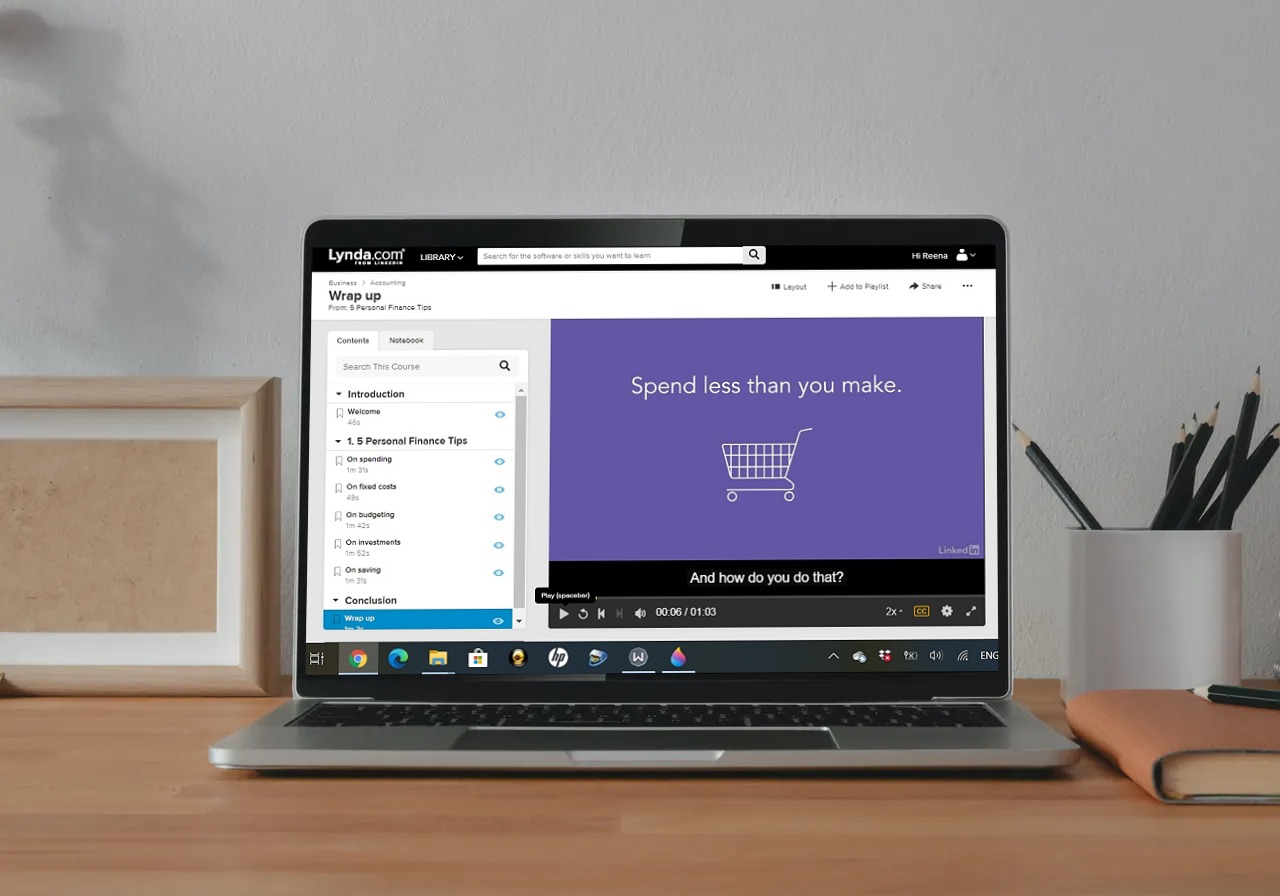 Lynda.com
FROM LINKEDIN
LIBRARY
Search for the software or skills you want to learn
Hi Reena
Business > Accounting
Wrap up
From: 5 Personal Finance Tips
Layout
Add to Playlist
Share
Contents
Notebook
Search This Course
Introduction
Welcome
46s
1. 5 Personal Finance Tips
On spending
1m 31s
On fixed costs
49s
On budgeting
1m 42s
On investments
1m 52s
On saving
1m 31s
Conclusion
Wrap up
Spend less than you make.
LinkedIn
And how do you do that?
Play (spacebar)
00:06 / 01:03
2x
CC
hp
W
ENG